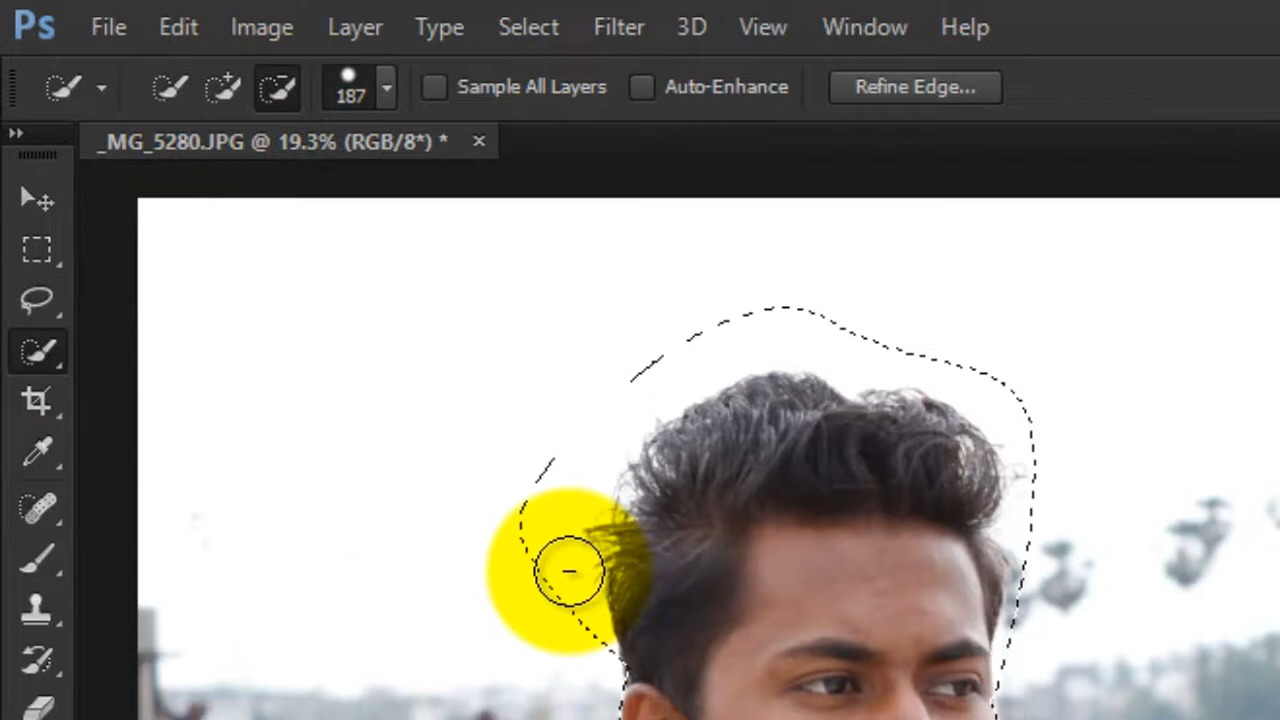 Ps File Edit Image Layer Type Select Filter 3D View Window Help
187 Sample All Layers Auto-Enhance Refine Edge...
_MG_5280.JPG @ 19.3% (RGB/8*) * ×